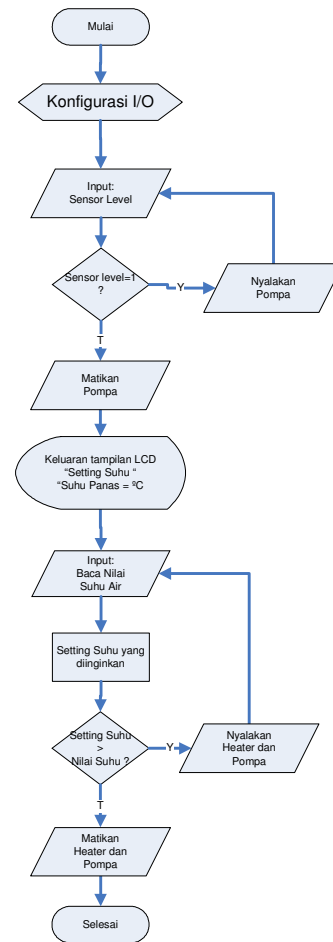 Mulai
Konfigurasi I/O
Input:
Sensor Level
Sensor level=1
?
Y
Nyalakan
Pompa
T
Matikan
Pompa
Keluaran tampilan LCD
“Setting Suhu “
“Suhu Panas = ºC
Input:
Baca Nilai
Suhu Air
Setting Suhu yang
diinginkan
Setting Suhu
>
Nilai Suhu ?
Y
Nyalakan
Heater dan
Pompa
T
Matikan
Heater dan
Pompa
Selesai